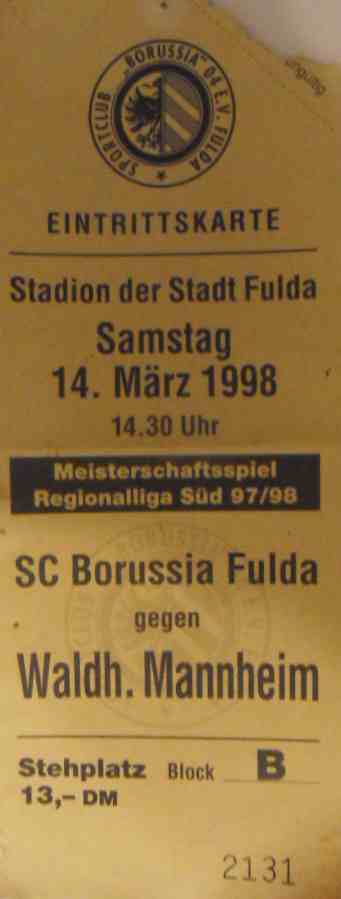 SPORTCLUB "BORUSSIA" 04 E.V. FULDA
ungültig
EINTRITTSKARTE
Stadion der Stadt Fulda
Samstag
14. März 1998
14.30 Uhr
Meisterschaftsspiel
Regionalliga Süd 97/98
SC Borussia Fulda
gegen
Waldh. Mannheim
Stehplatz Block B
13,– DM
2131